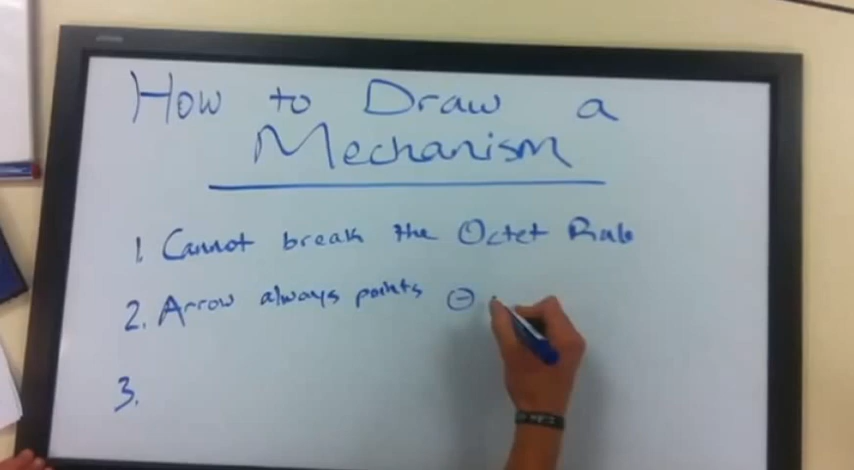 How to Draw a
Mechanism
1. Cannot break the Octet Rule
2. Arrow always points ⊖
3.